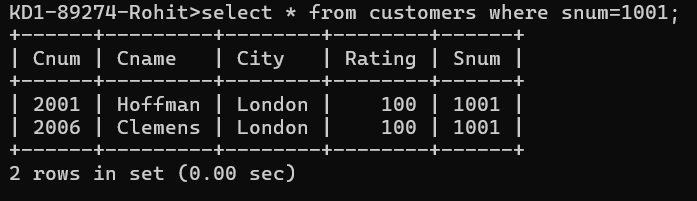 KD1-89274-Rohit>select * from customers where snum=1001;
+------+---------+--------+--------+------+
| Cnum | Cname   | City   | Rating | Snum |
+------+---------+--------+--------+------+
| 2001 | Hoffman | London |    100 | 1001 |
| 2006 | Clemens | London |    100 | 1001 |
+------+---------+--------+--------+------+
2 rows in set (0.00 sec)